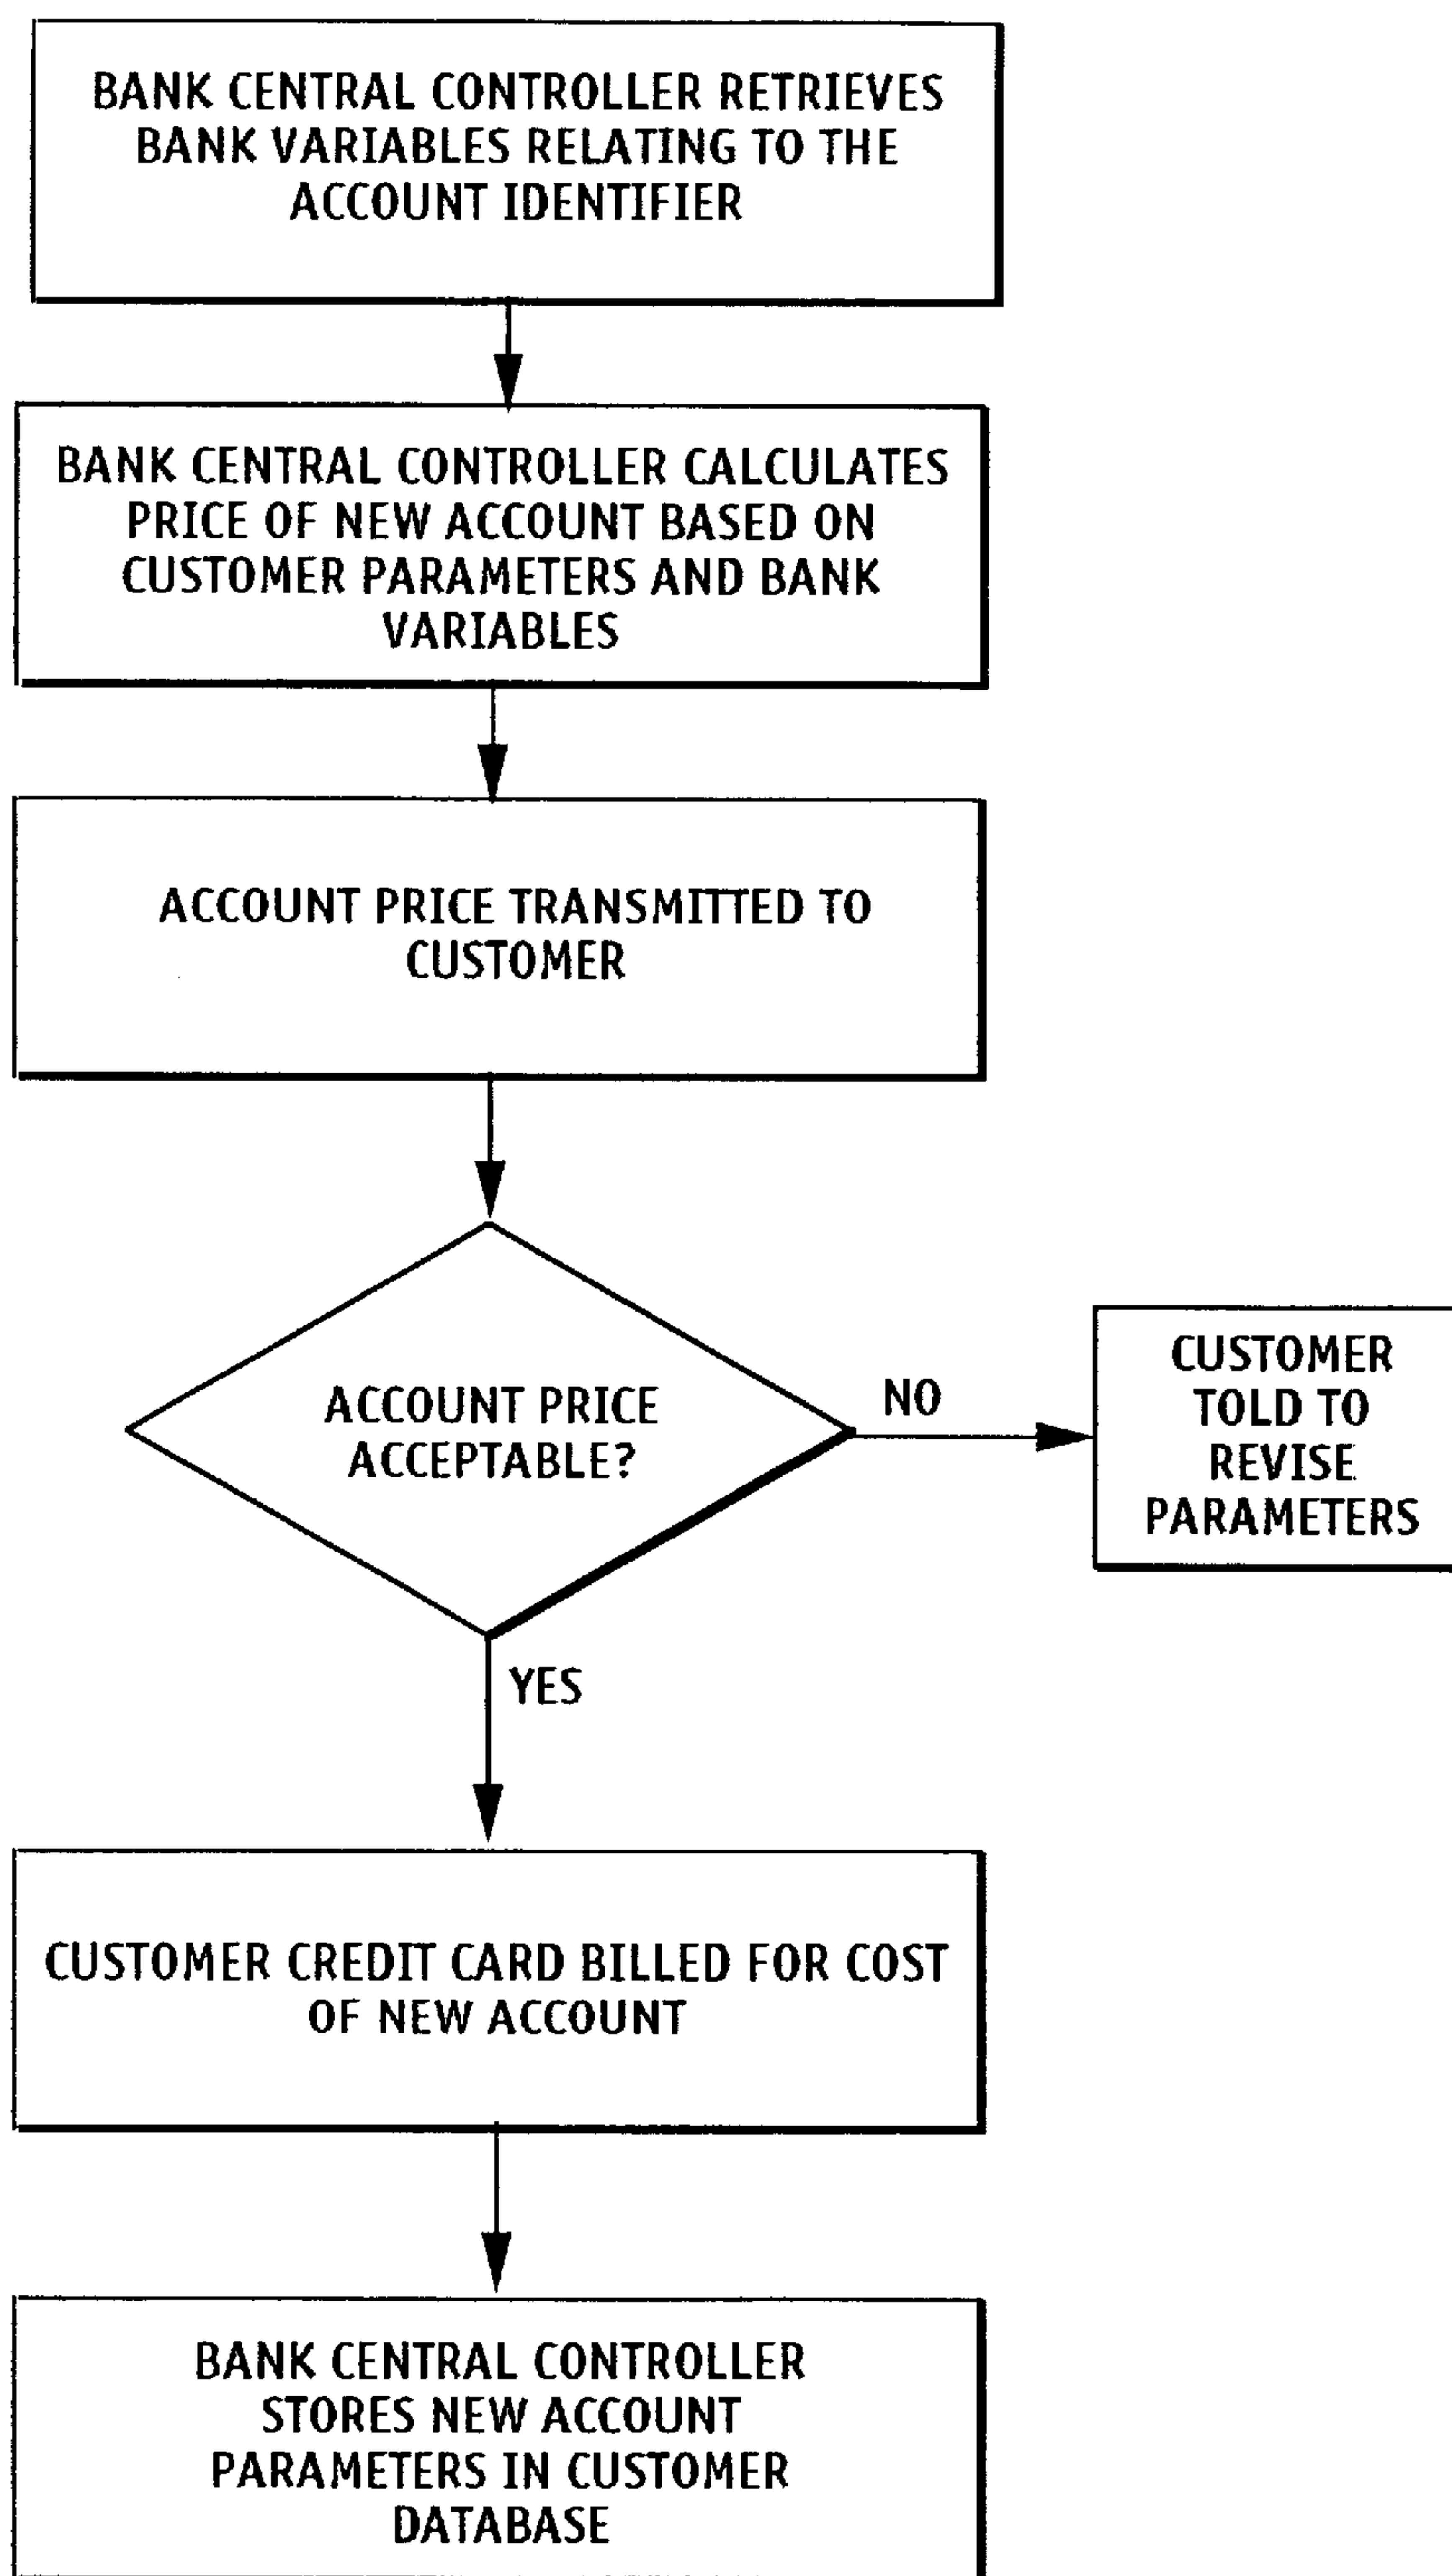 BANK CENTRAL CONTROLLER RETRIEVES
BANK VARIABLES RELATING TO THE
ACCOUNT IDENTIFIER
BANK CENTRAL CONTROLLER CALCULATES
PRICE OF NEW ACCOUNT BASED ON
CUSTOMER PARAMETERS AND BANK
VARIABLES
ACCOUNT PRICE TRANSMITTED TO
CUSTOMER
ACCOUNT PRICE
ACCEPTABLE?
NO
CUSTOMER
TOLD TO
REVISE
PARAMETERS
YES
CUSTOMER CREDIT CARD BILLED FOR COST
OF NEW ACCOUNT
BANK CENTRAL CONTROLLER
STORES NEW ACCOUNT
PARAMETERS IN CUSTOMER
DATABASE